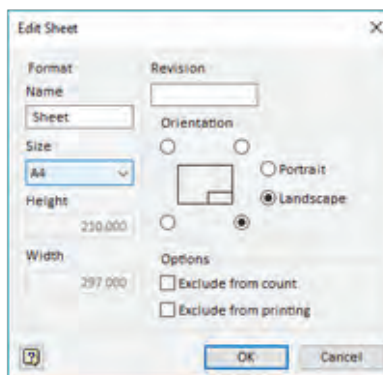 Edit Sheet
Format
Revision
Name
Sheet
Orientation
Size
A4
Portrait
Height
Landscape
210.000
Width
Options
297.000
Exclude from count
Exclude from printing
OK
Cancel